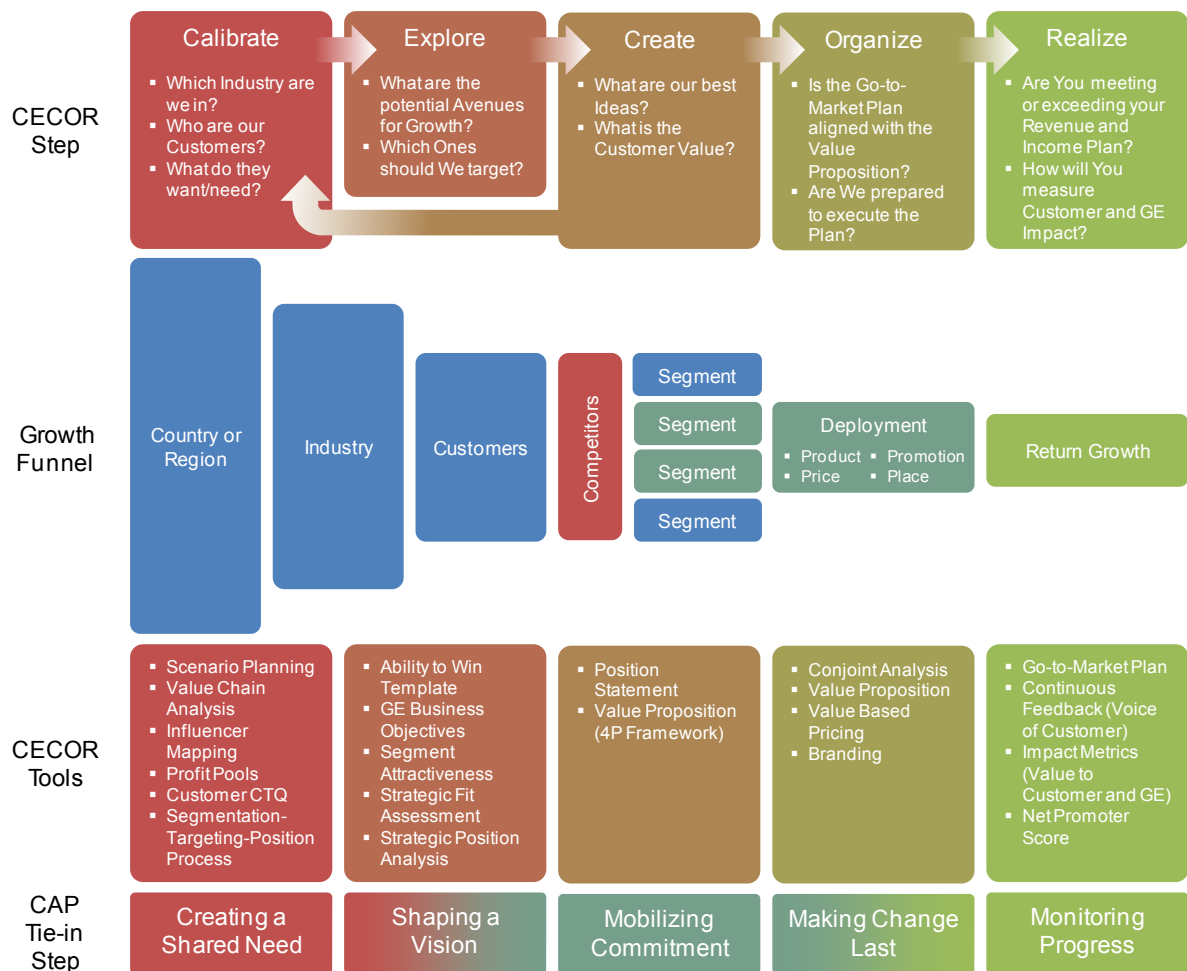 CECOR
Step
Calibrate
▪ Which Industry are
we in?
▪ Who are our
Customers?
▪ What do they
want/need?
Explore
▪ What are the
potential Avenues
for Growth?
▪ Which Ones
should We target?
Create
▪ What are our best
Ideas?
▪ What is the
Customer Value?
Organize
▪ Is the Go-to-
Market Plan
aligned with the
Value
Proposition?
▪ Are We prepared
to execute the
Plan?
Realize
▪ Are You meeting
or exceeding your
Revenue and
Income Plan?
▪ How will You
measure
Customer and GE
Impact?
Growth
Funnel
Country or
Region
Industry
Customers
Competitors
Segment
Segment
Segment
Segment
Deployment
▪ Product ▪ Promotion
▪ Price ▪ Place
Return Growth
CECOR
Tools
▪ Scenario Planning
▪ Value Chain
Analysis
▪ Influencer
Mapping
▪ Profit Pools
▪ Customer CTQ
▪ Segmentation-
Targeting-Position
Process
▪ Ability to Win
Template
▪ GE Business
Objectives
▪ Segment
Attractiveness
▪ Strategic Fit
Assessment
▪ Strategic Position
Analysis
▪ Position
Statement
▪ Value Proposition
(4P Framework)
▪ Conjoint Analysis
▪ Value Proposition
▪ Value Based
Pricing
▪ Branding
▪ Go-to-Market Plan
▪ Continuous
Feedback (Voice
of Customer)
▪ Impact Metrics
(Value to
Customer and GE)
▪ Net Promoter
Score
CAP
Tie-in
Step
Creating a
Shared Need
Shaping a
Vision
Mobilizing
Commitment
Making Change
Last
Monitoring
Progress